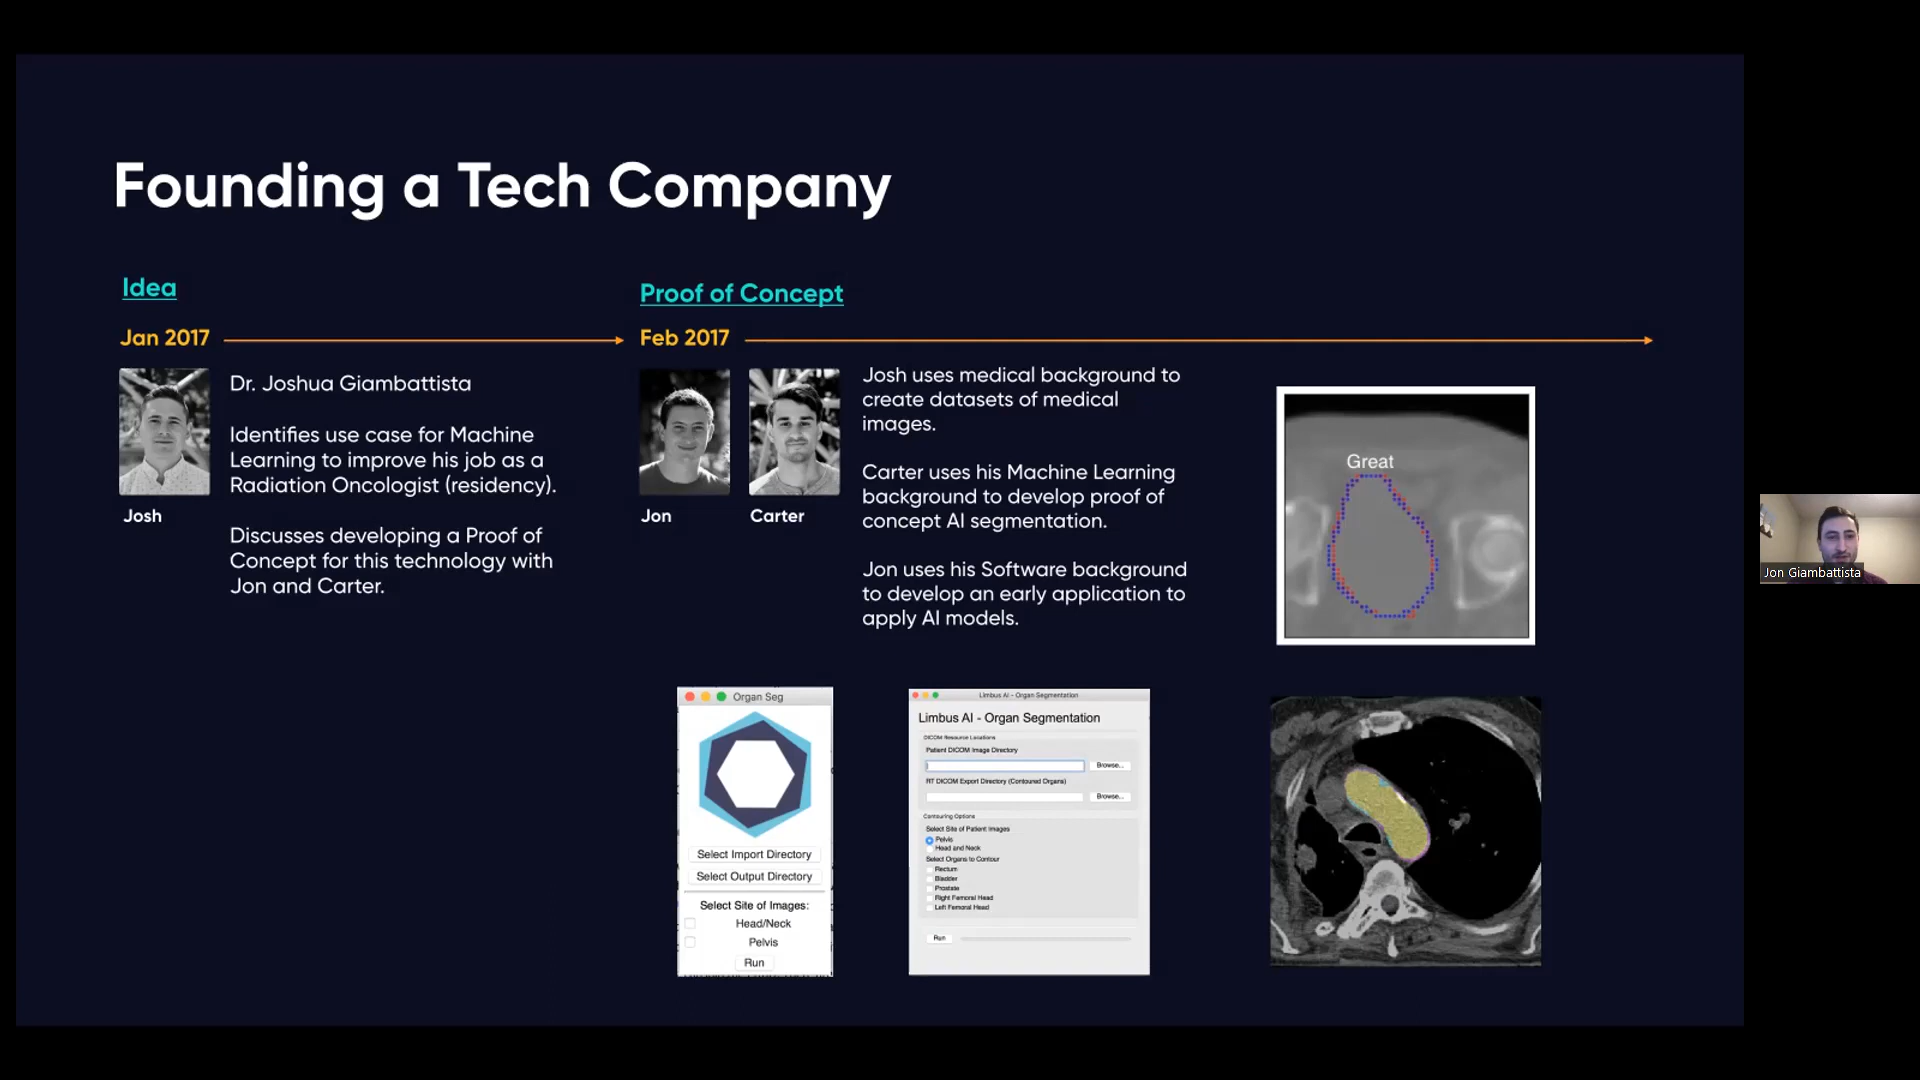 Founding a Tech Company
Idea
Jan 2017
Dr. Joshua Giambattista
Identifies use case for Machine
Learning to improve his job as a
Radiation Oncologist (residency).
Discusses developing a Proof of
Concept for this technology with
Jon and Carter.
Josh
Proof of Concept
Feb 2017
Jon
Carter
Josh uses medical background to
create datasets of medical
images.
Carter uses his Machine Learning
background to develop proof of
concept AI segmentation.
Jon uses his Software background
to develop an early application to
apply AI models.
Great
Organ Seg
Select Import Directory
Select Output Directory
Select Site of Images:
Head/Neck
Pelvis
Run
Limbus AI - Organ Segmentation
Limbus AI - Organ Segmentation
DICOM Resource Locations
Patient DICOM Image Directory
Browse...
RT DICOM Export Directory (Contoured Organs)
Browse...
Contouring Options
Select Site of Patient Images
Pelvis
Head and Neck
Select Organs to Contour
Rectum
Bladder
Prostate
Right Femoral Head
Left Femoral Head
Run
Jon Giambattista